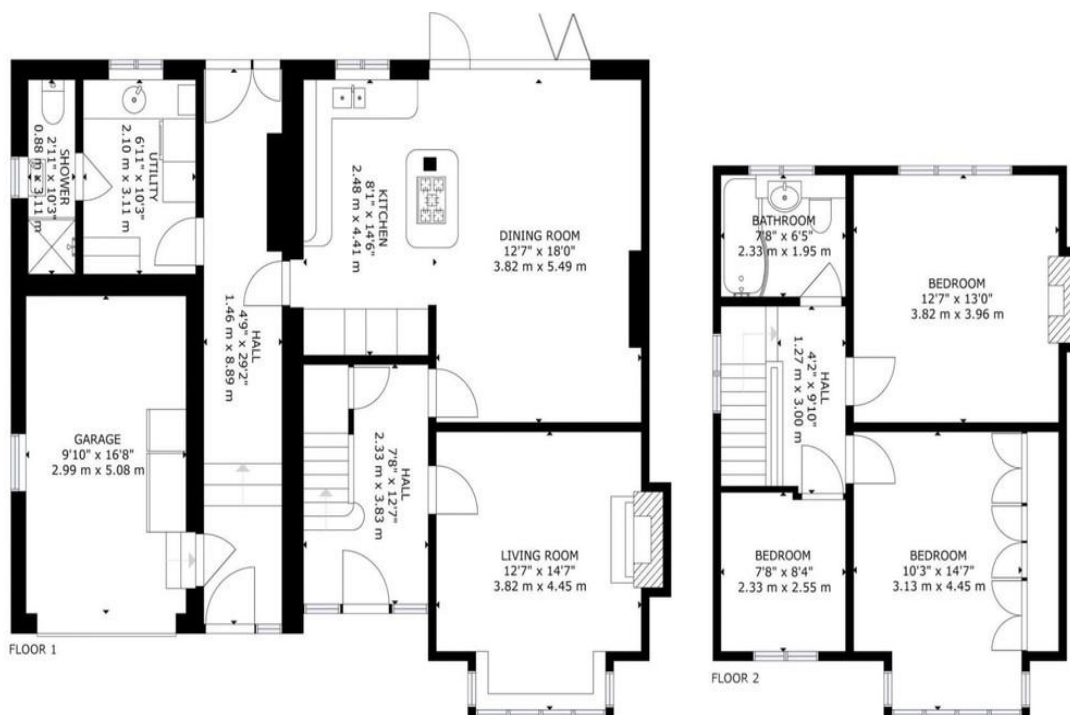 SHOWER
2'11" x 10'3"
0.88 m x 3.11 m
UTILITY
6'11" x 10'3"
2.10 m x 3.11 m
KITCHEN
8'1" x 14'6"
2.48 m x 4.41 m
DINING ROOM
12'7" x 18'0"
3.82 m x 5.49 m
HALL
4'9" x 29'2"
1.46 m x 8.89 m
GARAGE
9'10" x 16'8"
2.99 m x 5.08 m
HALL
7'8" x 12'7"
2.33 m x 3.83 m
LIVING ROOM
12'7" x 14'7"
3.82 m x 4.45 m
FLOOR 1
BATHROOM
7'8" x 6'5"
2.33 m x 1.95 m
BEDROOM
12'7" x 13'0"
3.82 m x 3.96 m
HALL
4'2" x 9'10"
1.27 m x 3.00 m
BEDROOM
7'8" x 8'4"
2.33 m x 2.55 m
BEDROOM
10'3" x 14'7"
3.13 m x 4.45 m
FLOOR 2